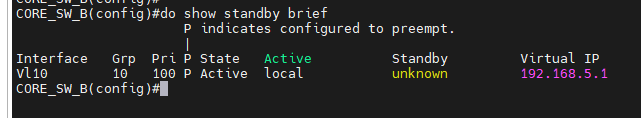 CORE_SW_B(config)#do show standby brief
                     P indicates configured to preempt.
                     |
Interface   Grp  Pri P State   Active          Standby         Virtual IP
Vl10        10   100 P Active  local           unknown         192.168.5.1
CORE_SW_B(config)#